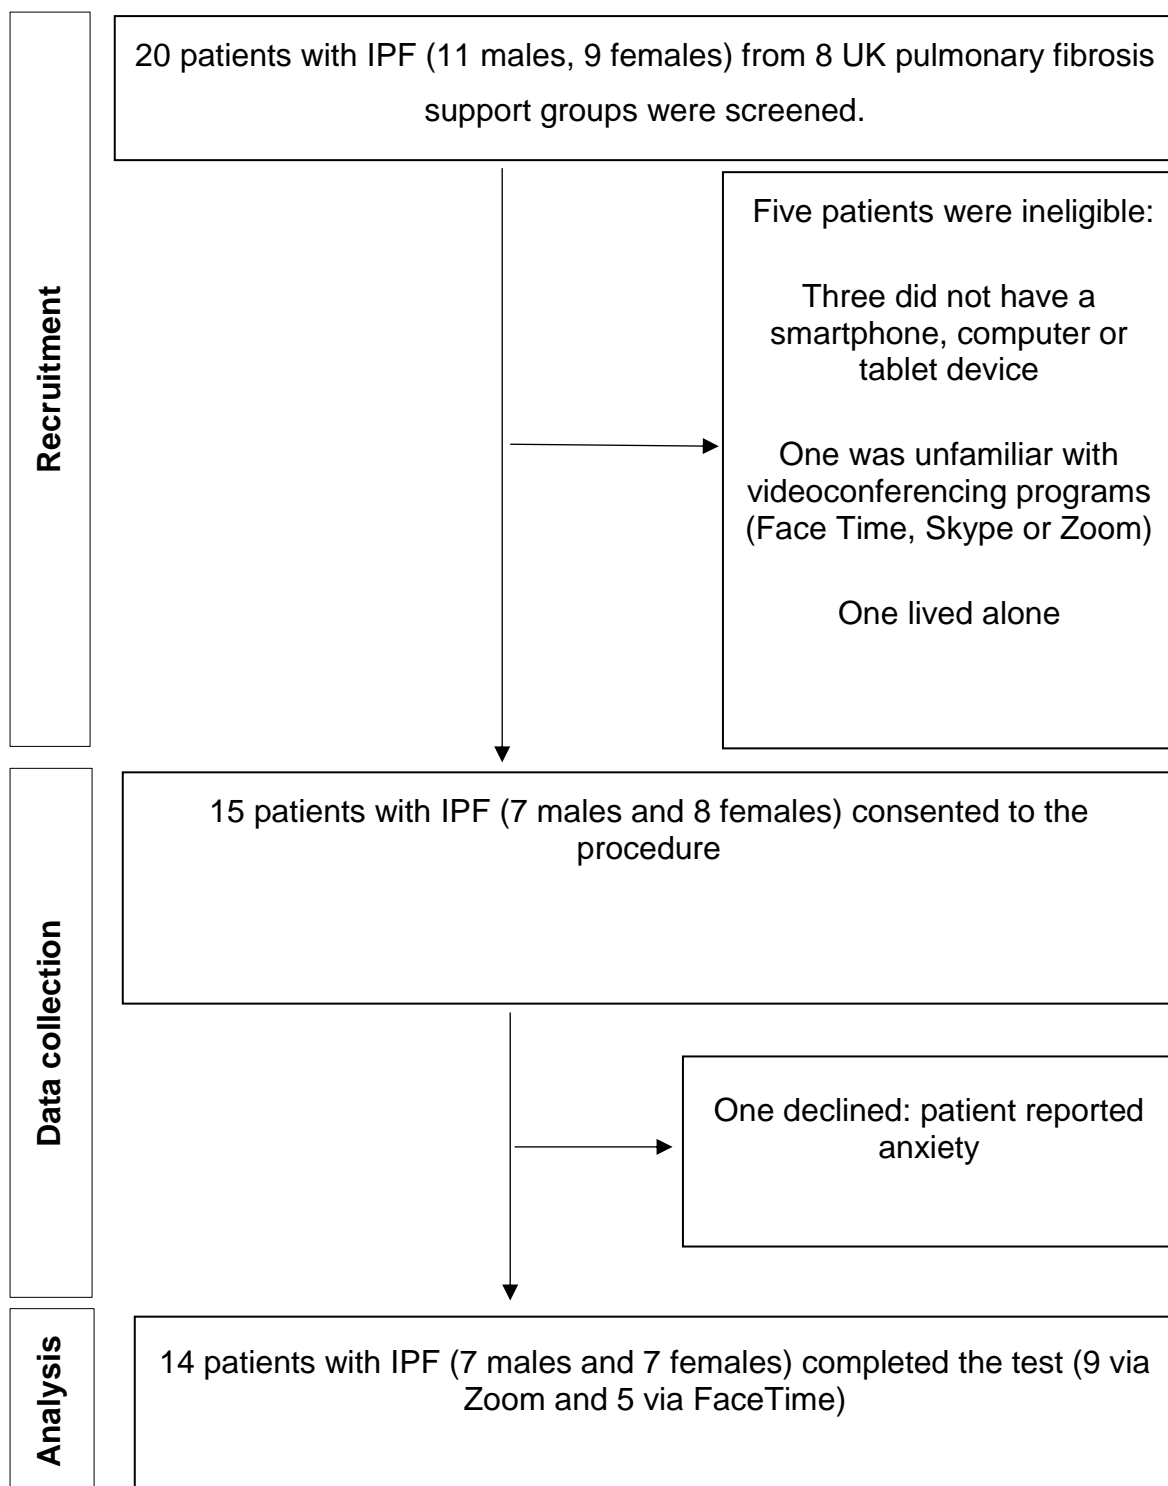 20 patients with IPF (11 males, 9 females) from 8 UK pulmonary fibrosis
support groups were screened.
Recruitment
Five patients were ineligible:
Three did not have a
smartphone, computer or
tablet device
One was unfamiliar with
videoconferencing programs
(Face Time, Skype or Zoom)
One lived alone
15 patients with IPF (7 males and 8 females) consented to the
procedure
Data collection
One declined: patient reported
anxiety
14 patients with IPF (7 males and 7 females) completed the test (9 via
Zoom and 5 via FaceTime)
Analysis